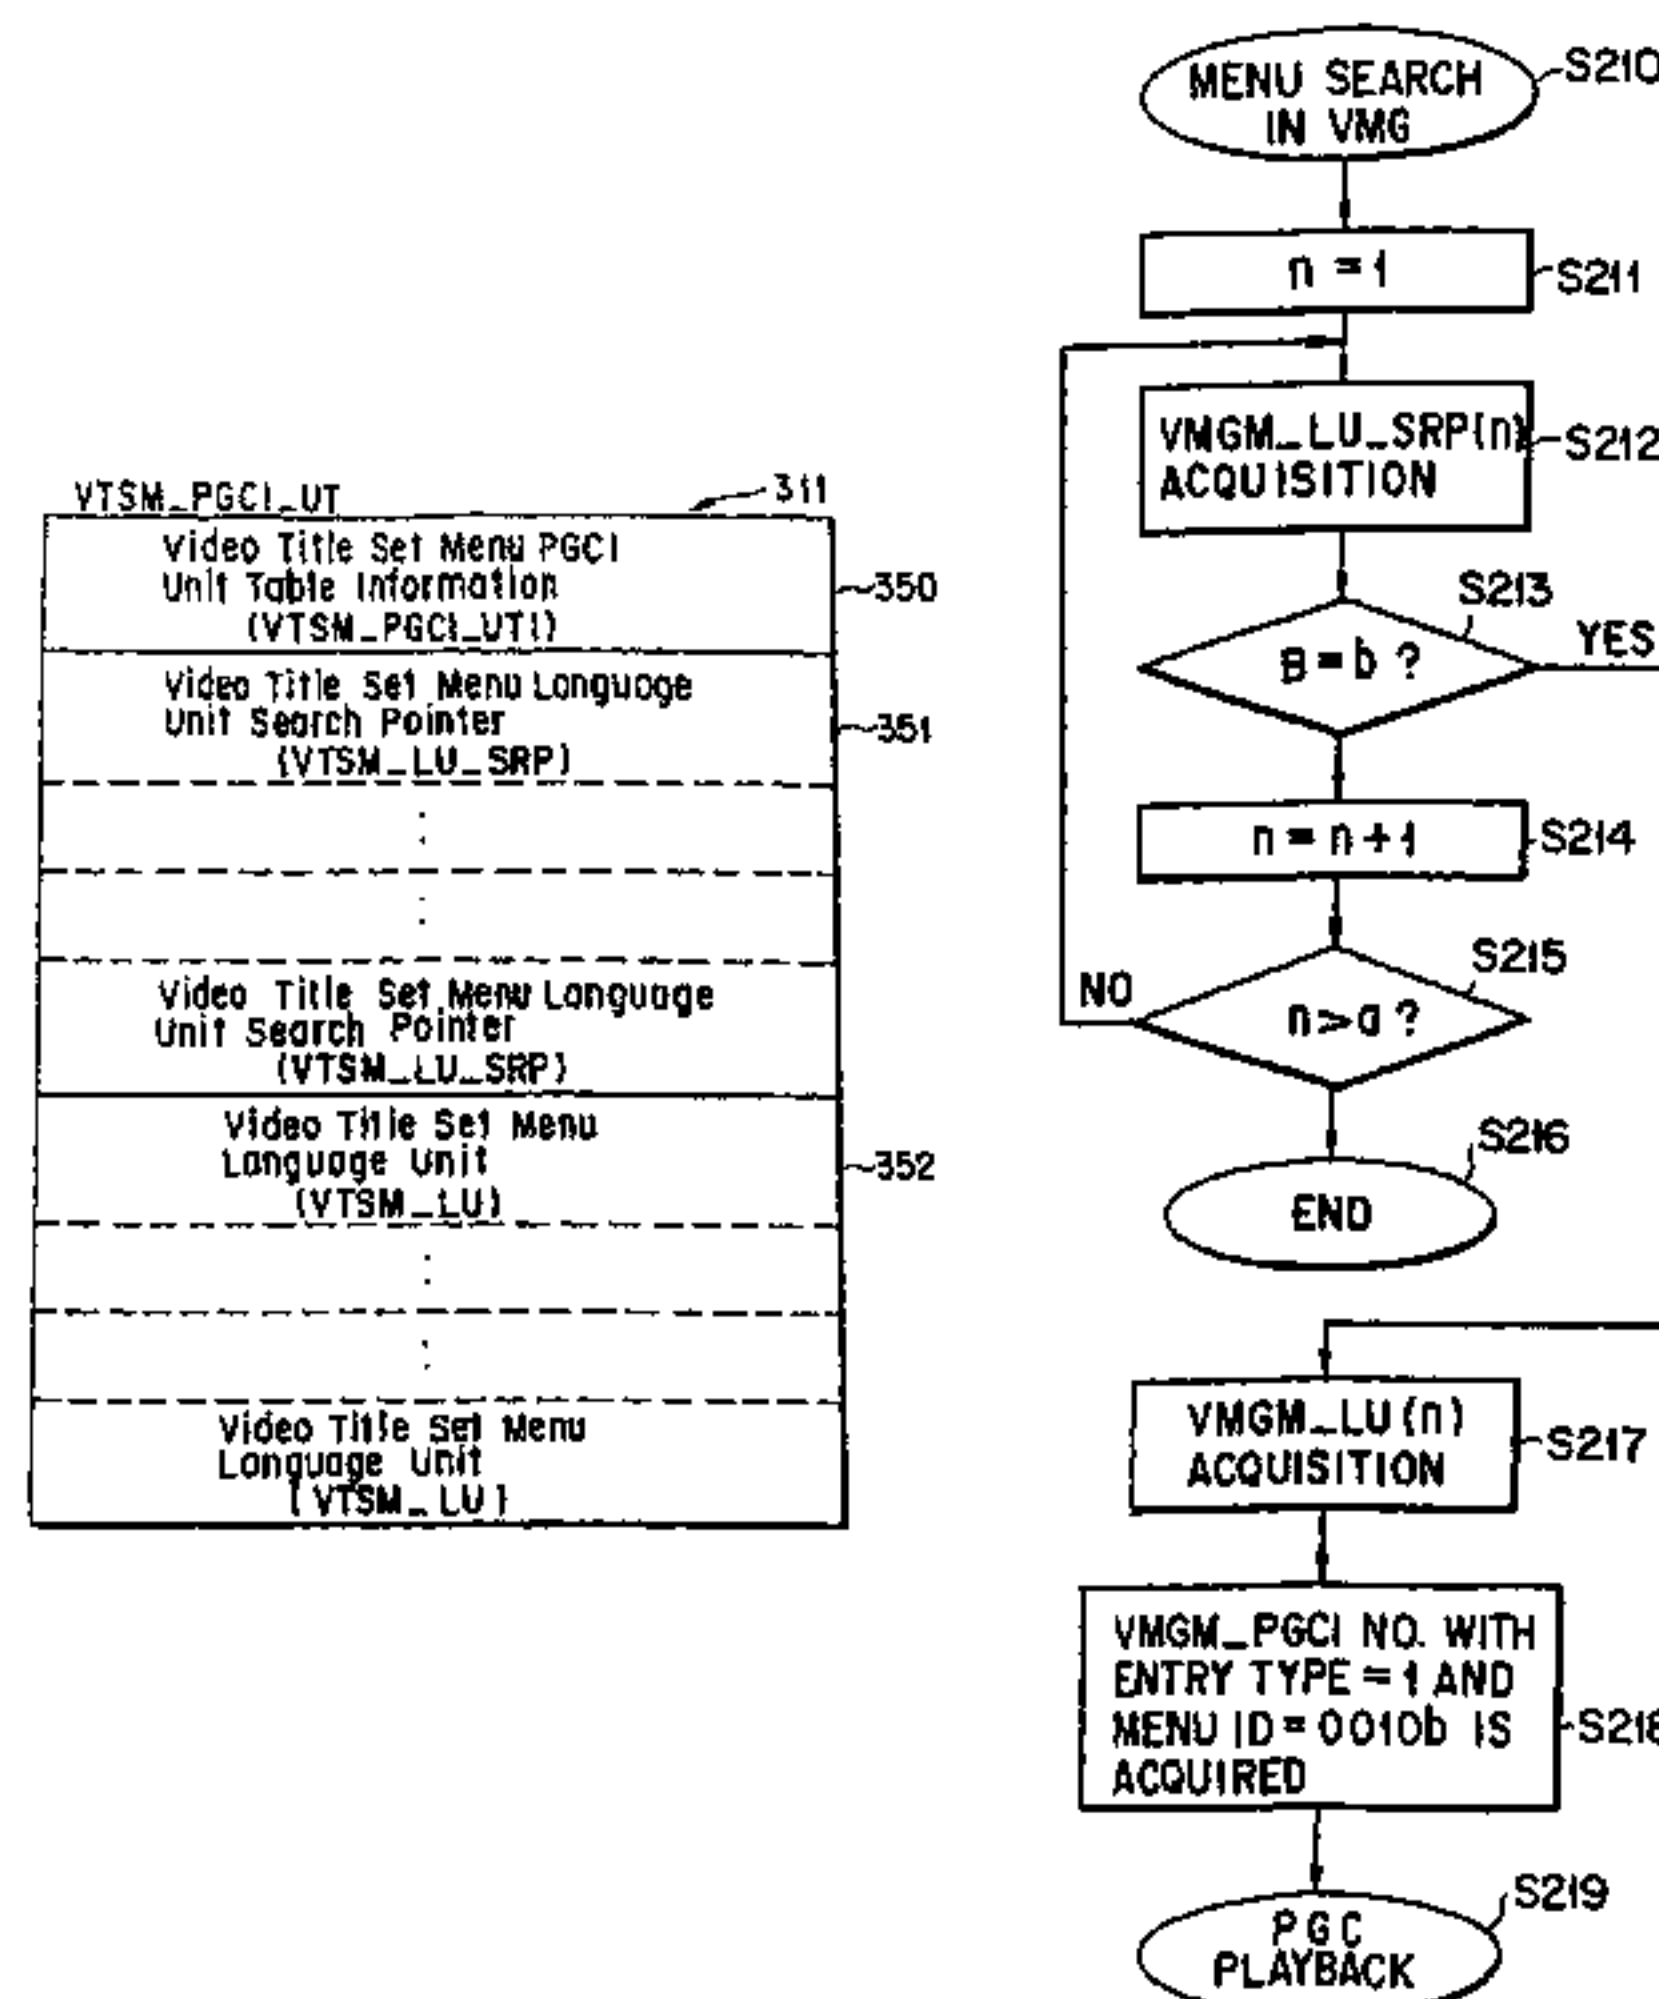 VTSM_PGCI_UT
311
Video Title Set Menu PGCI
Unit Table Information
(VTSM_PGCI_UTI)
350
Video Title Set Menu Language
Unit Search Pointer
(VTSM_LU_SRP)
351
Video Title Set Menu Language
Unit Search Pointer
(VTSM_LU_SRP)
Video Title Set Menu
Language Unit
(VTSM_LU)
352
Video Title Set Menu
Language Unit
(VTSM_LU)
MENU SEARCH
IN VMG
S210
n = 1
S211
VMGM_LU_SRP(n)
ACQUISITION
S212
S213
B = b ?
YES
n = n + 1
S214
S215
n > a ?
NO
S216
END
VMGM_LU (n)
ACQUISITION
S217
VMGM_PGCI NO. WITH
ENTRY TYPE = 1 AND
MENU ID = 0010b IS
ACQUIRED
S218
S219
PGC
PLAYBACK